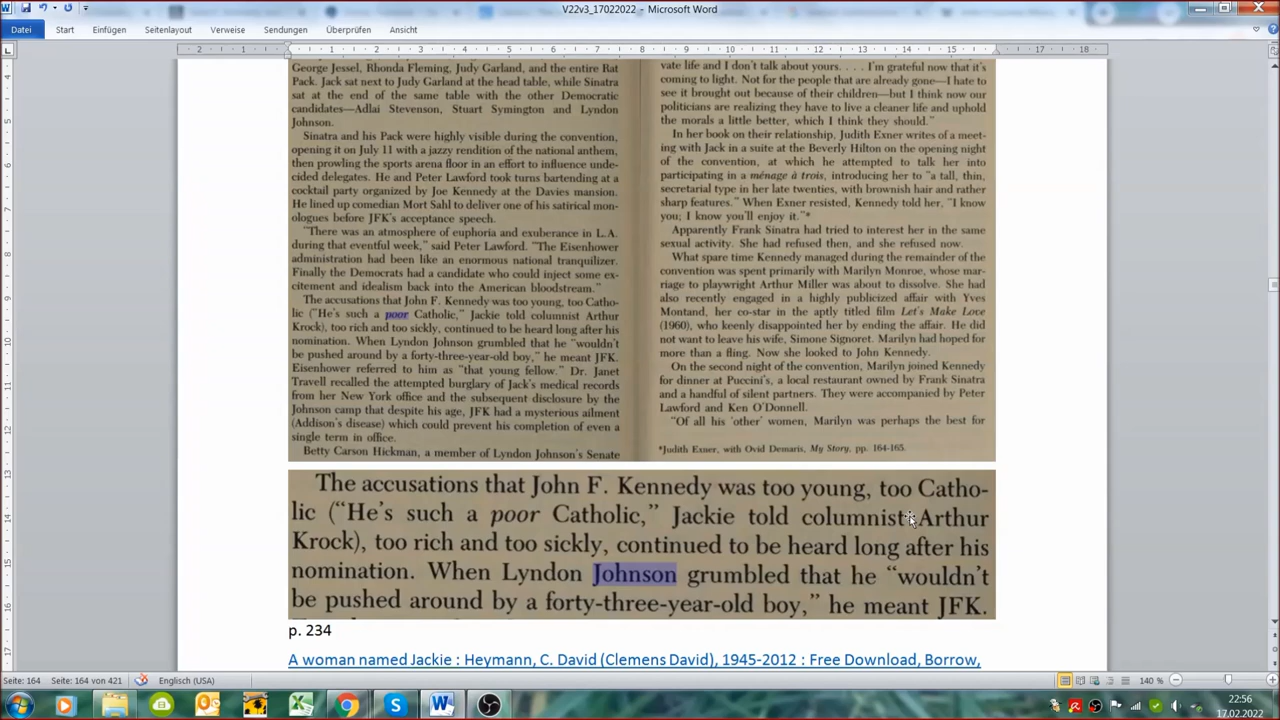 V22v3_17022022 - Microsoft Word
Datei Start Einfügen Seitenlayout Verweise Sendungen Überprüfen Ansicht
2 1 1 2 3 4 5 6 7 8 9 10 11 12 13 14 15 16 17 18
George Jessel, Rhonda Fleming, Judy Garland, and the entire Rat
Pack. Jack sat next to Judy Garland at the head table, while Sinatra
sat at the end of the same table with the other Democratic
candidates—Adlai Stevenson, Stuart Symington and Lyndon
Johnson.
Sinatra and his Pack were highly visible during the convention,
opening it on July 11 with a jazzy rendition of the national anthem,
then prowling the sports arena floor in an effort to influence unde-
cided delegates. He and Peter Lawford took turns bartending at a
cocktail party organized by Joe Kennedy at the Davies mansion.
He lined up comedian Mort Sahl to deliver one of his satirical mon-
ologues before JFK's acceptance speech.
"There was an atmosphere of euphoria and exuberance in L.A.
during that eventful week," said Peter Lawford. "The Eisenhower
administration had been like an enormous national tranquilizer.
Finally the Democrats had a candidate who could inject some ex-
citement and idealism back into the American bloodstream."
The accusations that John F. Kennedy was too young, too Catho-
lic ("He's such a poor Catholic," Jackie told columnist Arthur
Krock), too rich and too sickly, continued to be heard long after his
nomination. When Lyndon Johnson grumbled that he "wouldn't
be pushed around by a forty-three-year-old boy," he meant JFK.
Eisenhower referred to him as "that young fellow." Dr. Janet
Travell recalled the attempted burglary of Jack's medical records
from her New York office and the subsequent disclosure by the
Johnson camp that despite his age, JFK had a mysterious ailment
(Addison's disease) which could prevent his completion of even a
single term in office.
Betty Carson Hickman, a member of Lyndon Johnson's Senate
vate life and I don't talk about yours. . . . I'm grateful now that it's
coming to light. Not for the people that are already gone—I hate to
see it brought out because of their children—but I think now our
politicians are realizing they have to live a cleaner life and uphold
the morals a little better, which I think they should."
In her book on their relationship, Judith Exner writes of a meet-
ing with Jack in a suite at the Beverly Hilton on the opening night
of the convention, at which he attempted to talk her into
participating in a ménage à trois, introducing her to "a tall, thin,
secretarial type in her late twenties, with brownish hair and rather
sharp features." When Exner resisted, Kennedy told her, "I know
you; I know you'll enjoy it."*
Apparently Frank Sinatra had tried to interest her in the same
sexual activity. She had refused then, and she refused now.
What spare time Kennedy managed during the remainder of the
convention was spent primarily with Marilyn Monroe, whose mar-
riage to playwright Arthur Miller was about to dissolve. She had
also recently engaged in a highly publicized affair with Yves
Montand, her co-star in the aptly titled film Let's Make Love
(1960), who keenly disappointed her by ending the affair. He did
not want to leave his wife, Simone Signoret. Marilyn had hoped for
more than a fling. Now she looked to John Kennedy.
On the second night of the convention, Marilyn joined Kennedy
for dinner at Puccini's, a local restaurant owned by Frank Sinatra
and a handful of silent partners. They were accompanied by Peter
Lawford and Ken O'Donnell.
"Of all his 'other' women, Marilyn was perhaps the best for
*Judith Exner, with Ovid Demaris, My Story, pp. 164-165.
The accusations that John F. Kennedy was too young, too Catho-
lic ("He's such a poor Catholic," Jackie told columnist Arthur
Krock), too rich and too sickly, continued to be heard long after his
nomination. When Lyndon Johnson grumbled that he "wouldn't
be pushed around by a forty-three-year-old boy," he meant JFK.
p. 234
A woman named Jackie : Heymann, C. David (Clemens David), 1945-2012 : Free Download, Borrow,
Seite: 164 Seite: 164 von 421 Englisch (USA) 140 %
22:56
17.02.2022